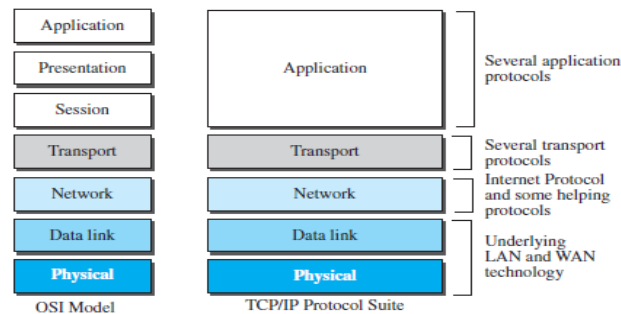 Application
Presentation
Session
Transport
Network
Data link
Physical
OSI Model
Application
Transport
Network
Data link
Physical
TCP/IP Protocol Suite
Several application
protocols
Several transport
protocols
Internet Protocol
and some helping
protocols
Underlying
LAN and WAN
technology